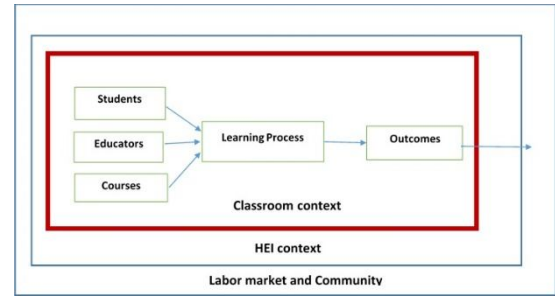 Students
Educators
Courses
Learning Process
Outcomes
Classroom context
HEI context
Labor market and Community